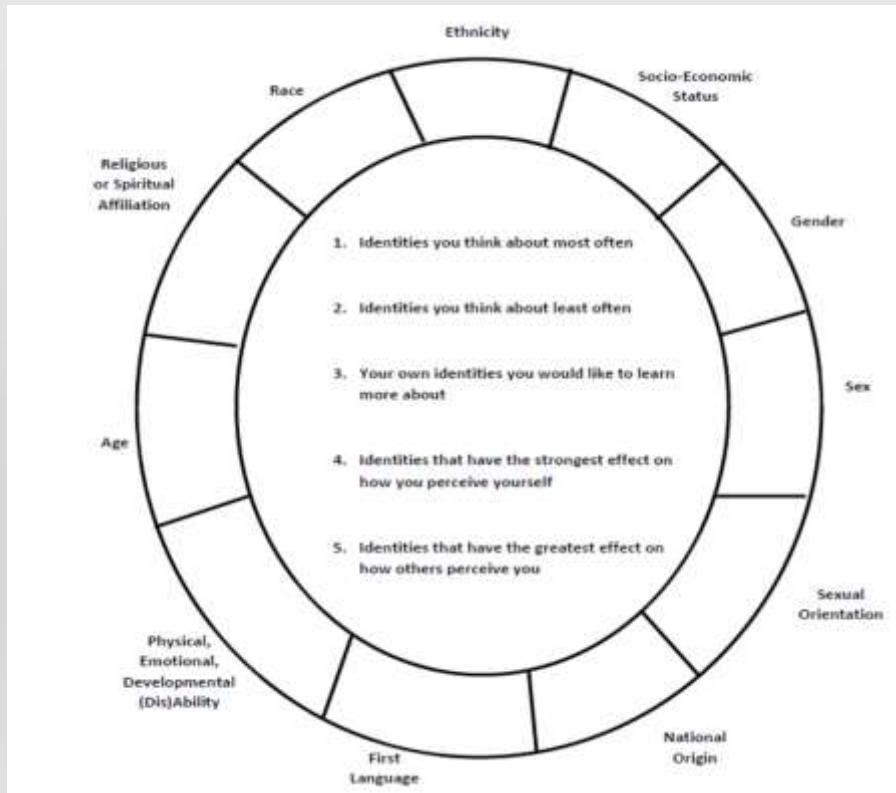 Ethnicity
Socio-Economic
Status
Gender
Sex
Sexual
Orientation
National
Origin
First
Language
Physical,
Emotional,
Developmental
(Dis)Ability
Age
Religious
or Spiritual
Affiliation
Race
1. Identities you think about most often
2. Identities you think about least often
3. Your own identities you would like to learn
more about
4. Identities that have the strongest effect on
how you perceive yourself
5. Identities that have the greatest effect on
how others perceive you